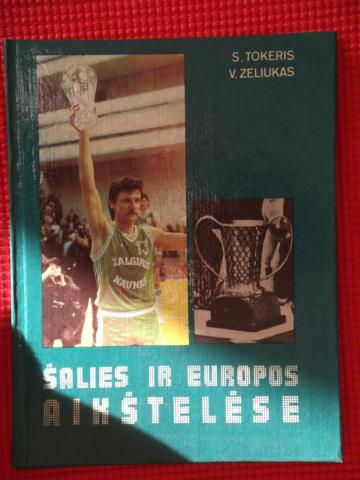 S. TOKERIS
V. ZELIUKAS
ŽALGIRIS
KAUNAS
ŠALIES IR EUROPOS
AIKŠTELĖSE